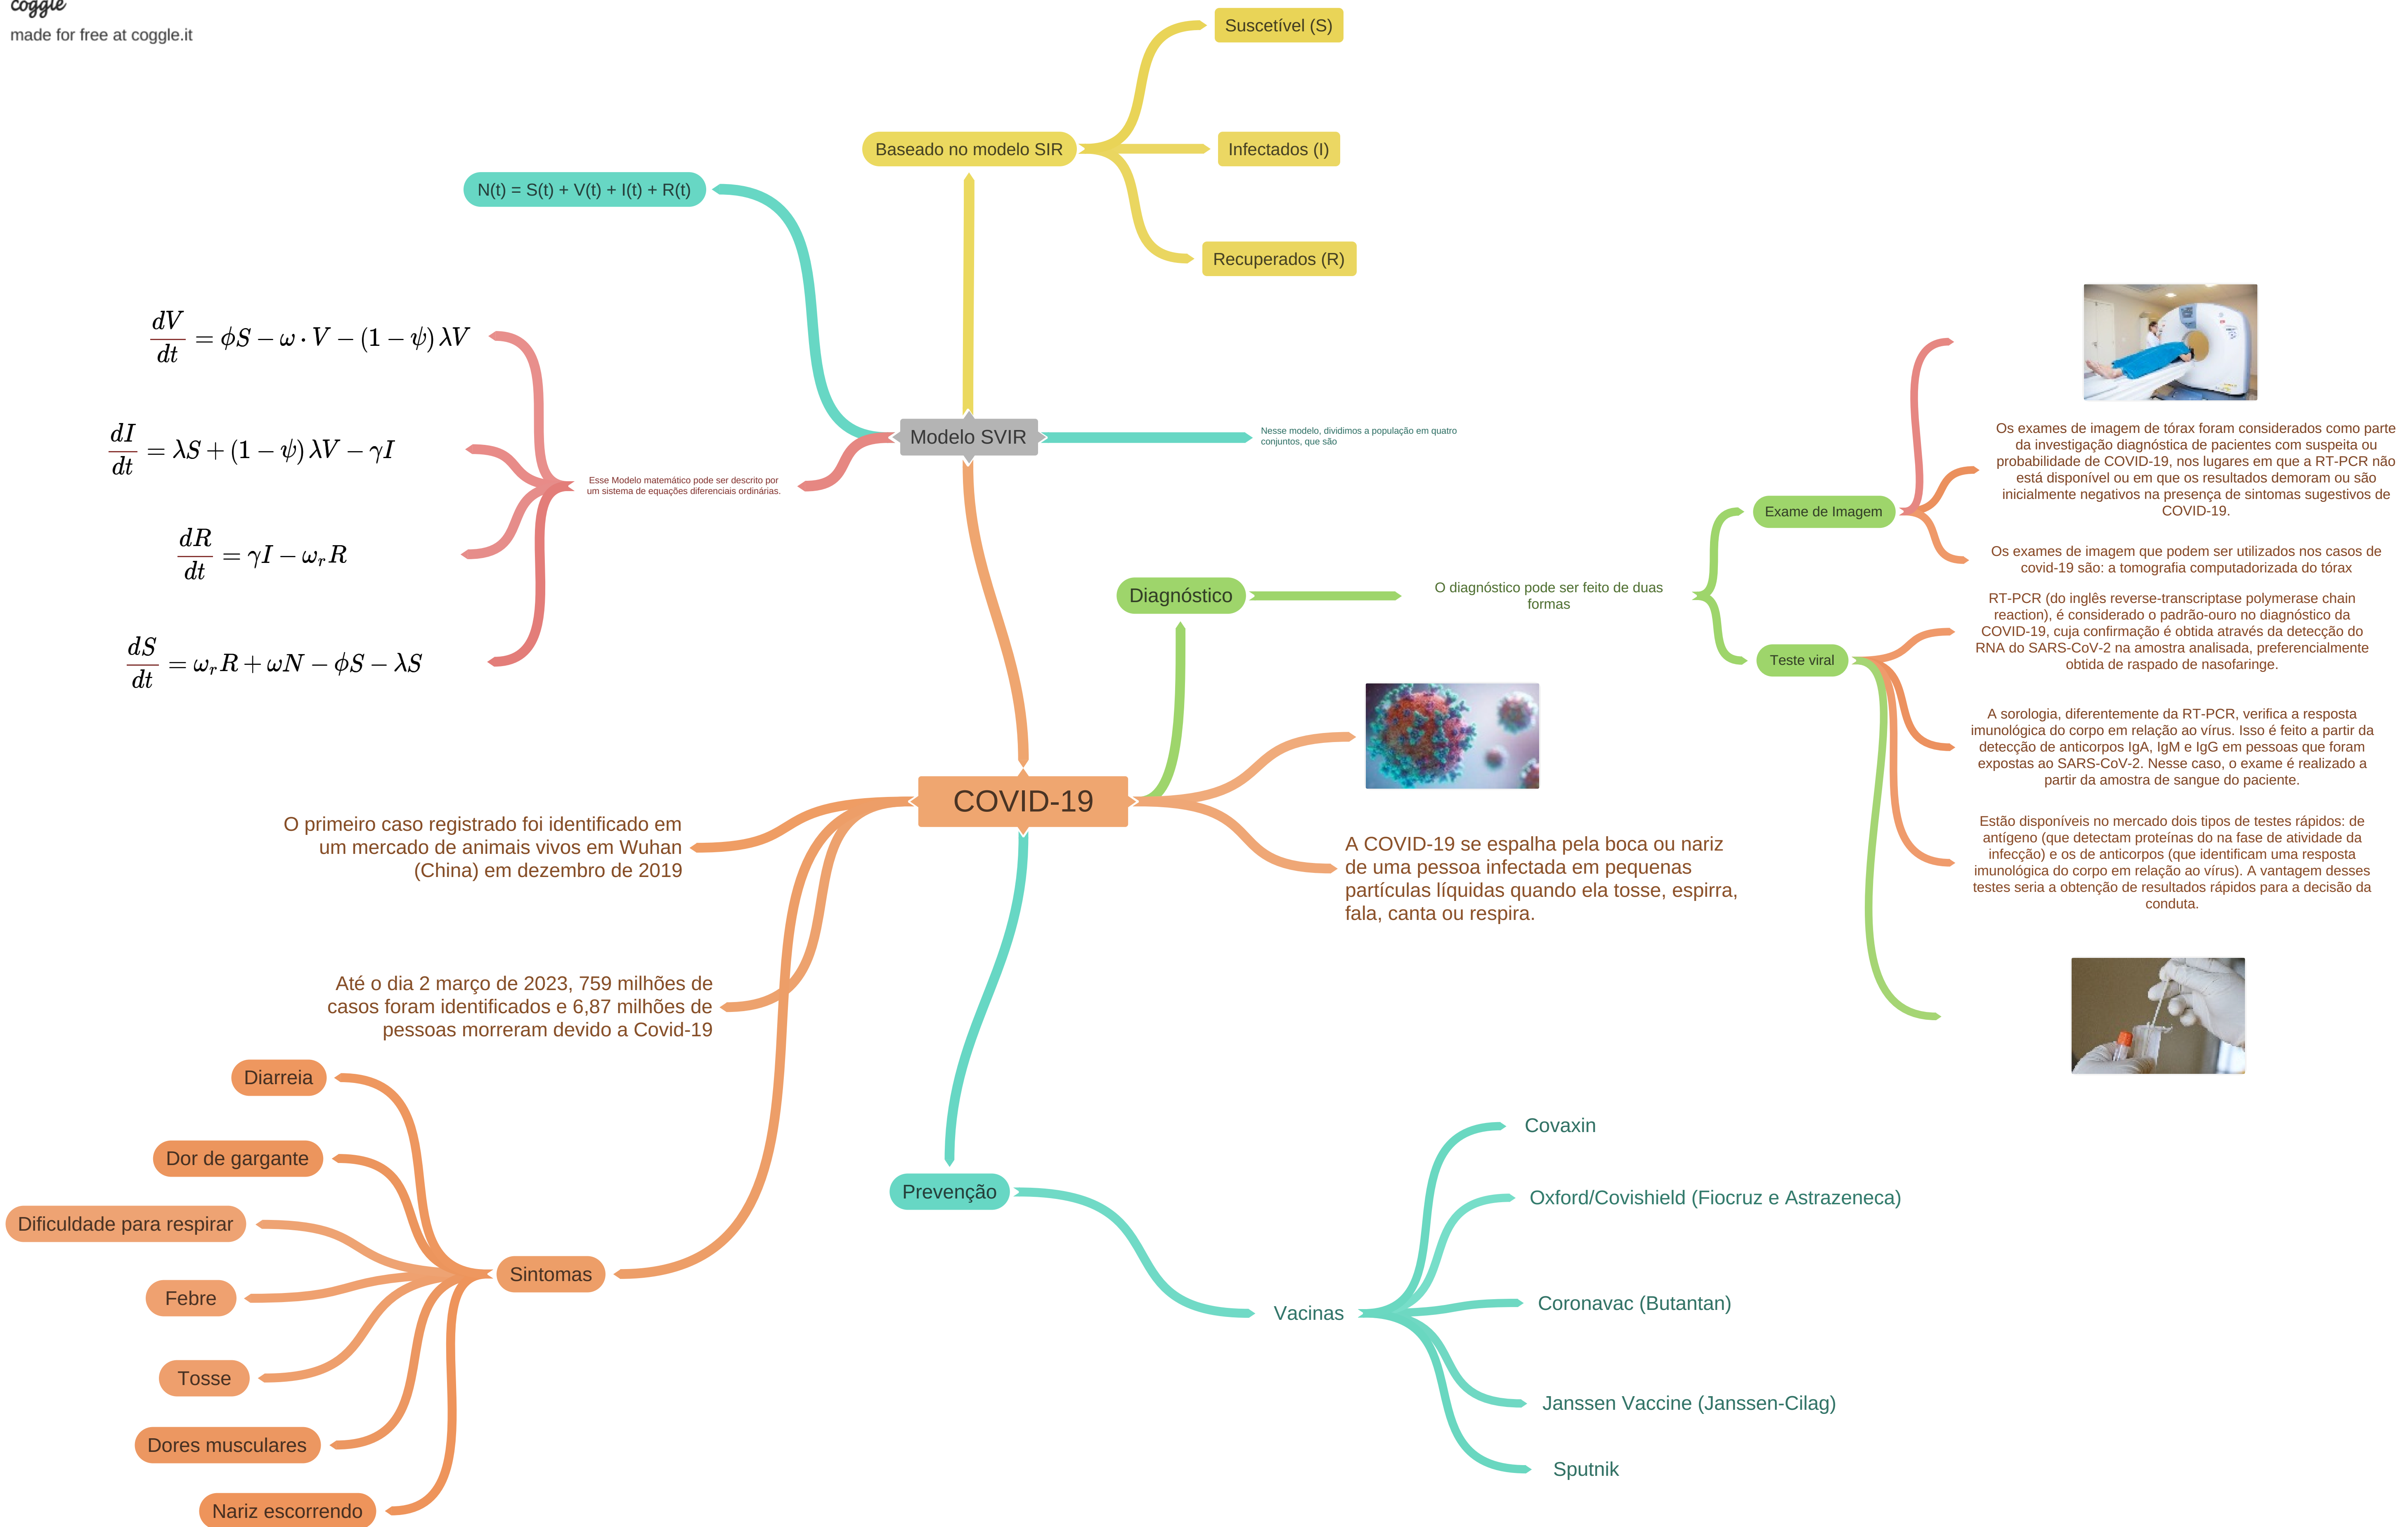 coggle
made for free at coggle.it
Suscetível (S)
Baseado no modelo SIR
Infectados (I)
Recuperados (R)
N(t) = S(t) + V(t) + I(t) + R(t)
dV/dt = ϕS − ω · V − (1 − ψ) λV
dI/dt = λS + (1 − ψ) λV − γI
dR/dt = γI − ω_r R
dS/dt = ω_r R + ωN − ϕS − λS
Esse Modelo matemático pode ser descrito por
um sistema de equações diferenciais ordinárias.
Modelo SVIR
Nesse modelo, dividimos a população em quatro
conjuntos, que são
Diagnóstico
O diagnóstico pode ser feito de duas
formas
Exame de Imagem
Os exames de imagem de tórax foram considerados como parte
da investigação diagnóstica de pacientes com suspeita ou
probabilidade de COVID-19, nos lugares em que a RT-PCR não
está disponível ou em que os resultados demoram ou são
inicialmente negativos na presença de sintomas sugestivos de
COVID-19.
Os exames de imagem que podem ser utilizados nos casos de
covid-19 são: a tomografia computadorizada do tórax
Teste viral
RT-PCR (do inglês reverse-transcriptase polymerase chain
reaction), é considerado o padrão-ouro no diagnóstico da
COVID-19, cuja confirmação é obtida através da detecção do
RNA do SARS-CoV-2 na amostra analisada, preferencialmente
obtida de raspado de nasofaringe.
A sorologia, diferentemente da RT-PCR, verifica a resposta
imunológica do corpo em relação ao vírus. Isso é feito a partir da
detecção de anticorpos IgA, IgM e IgG em pessoas que foram
expostas ao SARS-CoV-2. Nesse caso, o exame é realizado a
partir da amostra de sangue do paciente.
Estão disponíveis no mercado dois tipos de testes rápidos: de
antígeno (que detectam proteínas do na fase de atividade da
infecção) e os de anticorpos (que identificam uma resposta
imunológica do corpo em relação ao vírus). A vantagem desses
testes seria a obtenção de resultados rápidos para a decisão da
conduta.
COVID-19
A COVID-19 se espalha pela boca ou nariz
de uma pessoa infectada em pequenas
partículas líquidas quando ela tosse, espirra,
fala, canta ou respira.
O primeiro caso registrado foi identificado em
um mercado de animais vivos em Wuhan
(China) em dezembro de 2019
Até o dia 2 março de 2023, 759 milhões de
casos foram identificados e 6,87 milhões de
pessoas morreram devido a Covid-19
Sintomas
Diarreia
Dor de gargante
Dificuldade para respirar
Febre
Tosse
Dores musculares
Nariz escorrendo
Prevenção
Vacinas
Covaxin
Oxford/Covishield (Fiocruz e Astrazeneca)
Coronavac (Butantan)
Janssen Vaccine (Janssen-Cilag)
Sputnik